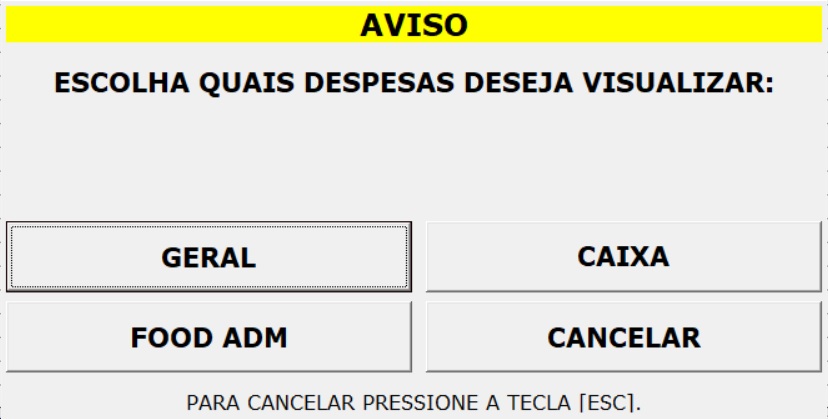 AVISO
ESCOLHA QUAIS DESPESAS DESEJA VISUALIZAR:
GERAL
CAIXA
FOOD ADM
CANCELAR
PARA CANCELAR PRESSIONE A TECLA [ESC].